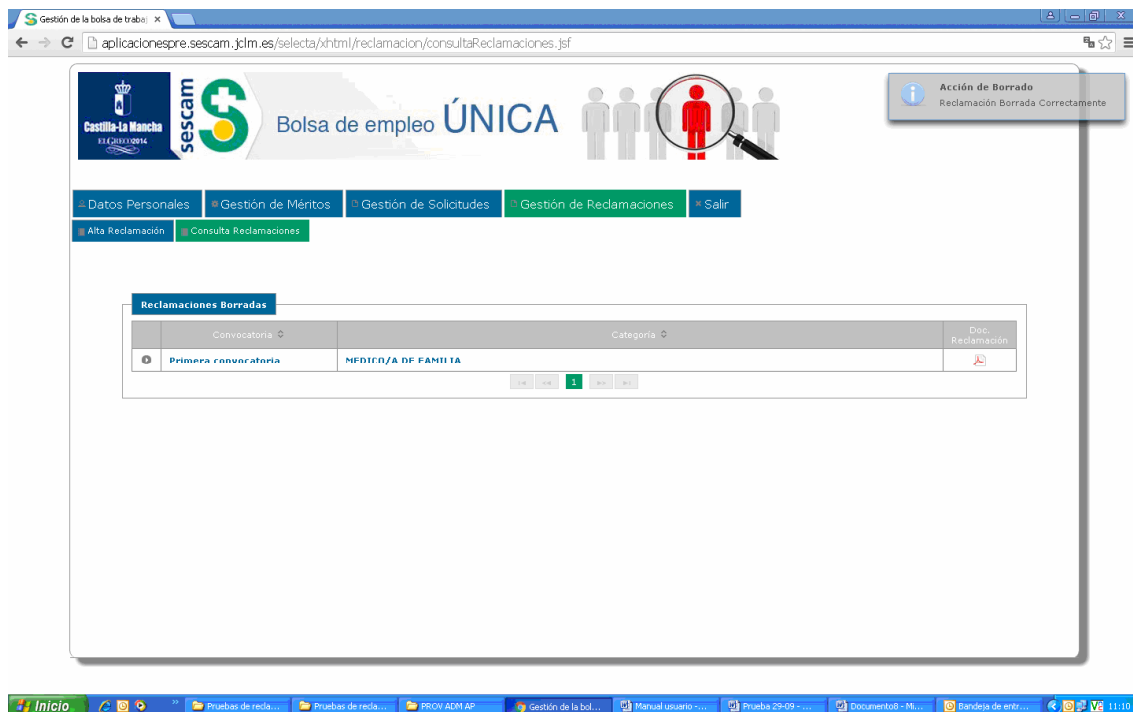 Gestión de la bolsa de trabaj
aplicacionespre.sescam.jclm.es/selecta/xhtml/reclamacion/consultaReclamaciones.jsf
Castilla-La Mancha
EL GRECO 2014
sescam
Bolsa de empleo ÚNICA
Acción de Borrado
Reclamación Borrada Correctamente
Datos Personales
Gestión de Méritos
Gestión de Solicitudes
Gestión de Reclamaciones
Salir
Alta Reclamación
Consulta Reclamaciones
Reclamaciones Borradas
Convocatoria
Categoría
Doc.
Reclamación
Primera convocatoria
MEDICO/A DE FAMILIA
1
Inicio
Pruebas de recla...
Pruebas de recla...
PROV ADM AP
Gestión de la bol...
Manual usuario -...
Prueba 29-09 - ...
Documento8 - Mi...
Bandeja de entr...
11:10